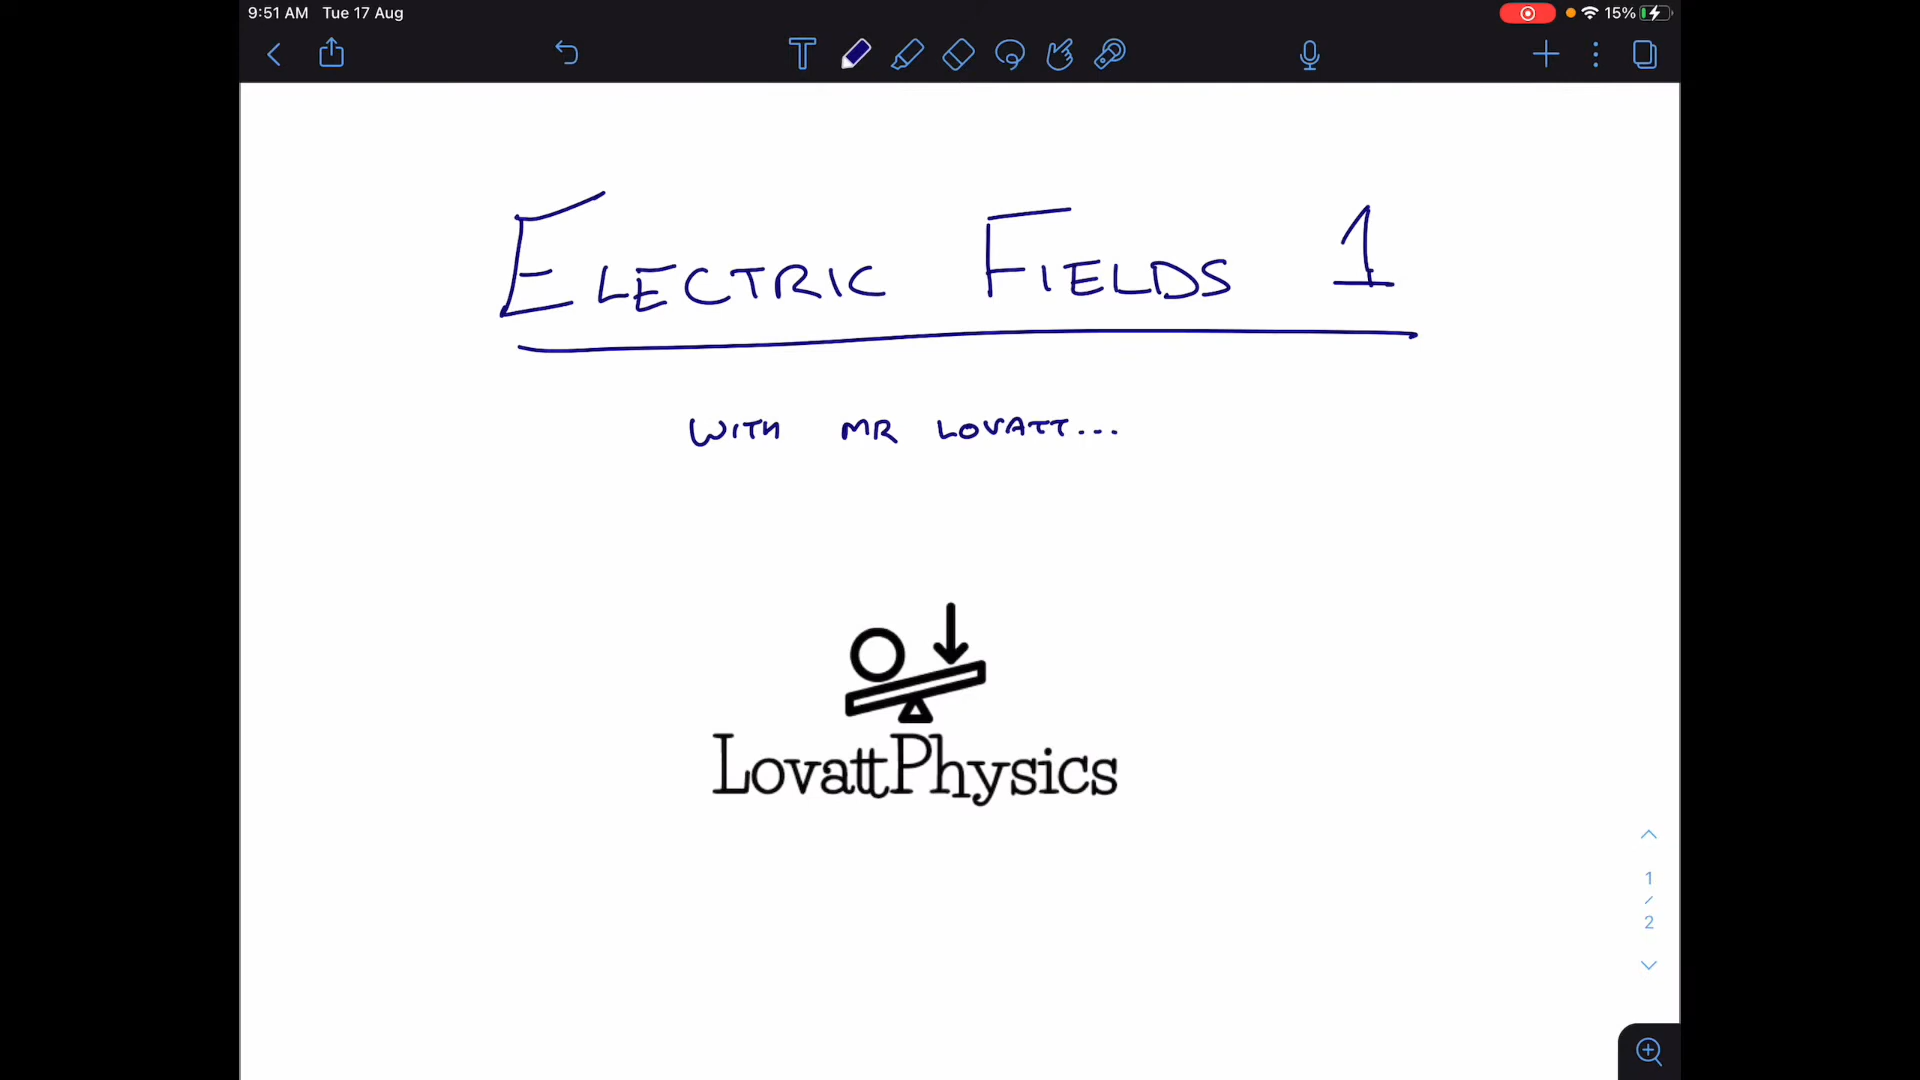 9:51 AM Tue 17 Aug 15%
T
ELECTRIC FIELDS 1
WITH MR LOVATT...
LovattPhysics
1
/
2